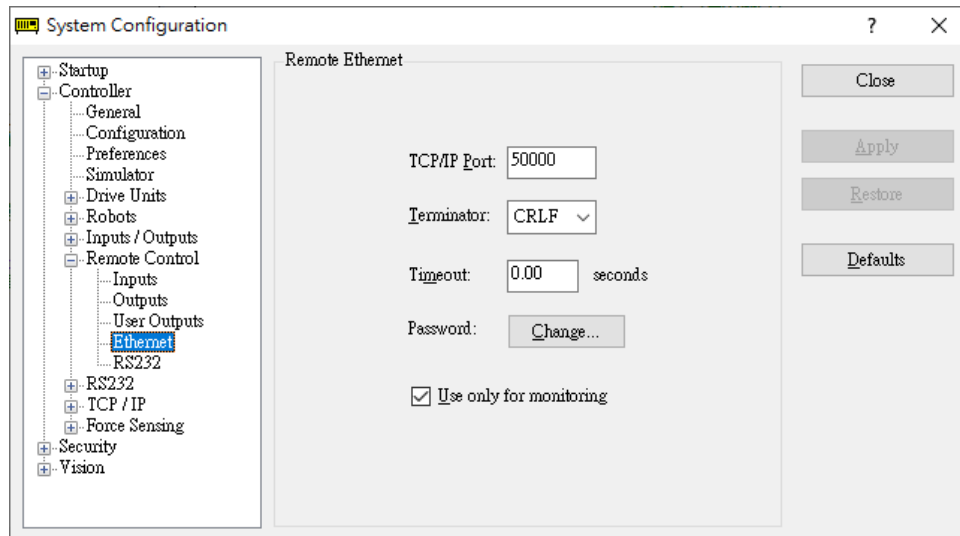 System Configuration
?
Startup
Controller
General
Configuration
Preferences
Simulator
Drive Units
Robots
Inputs / Outputs
Remote Control
Inputs
Outputs
User Outputs
Ethernet
RS232
RS232
TCP / IP
Force Sensing
Security
Vision
Remote Ethernet
TCP/IP Port: 50000
Terminator: CRLF
Timeout: 0.00 seconds
Password: Change...
Use only for monitoring
Close
Apply
Restore
Defaults